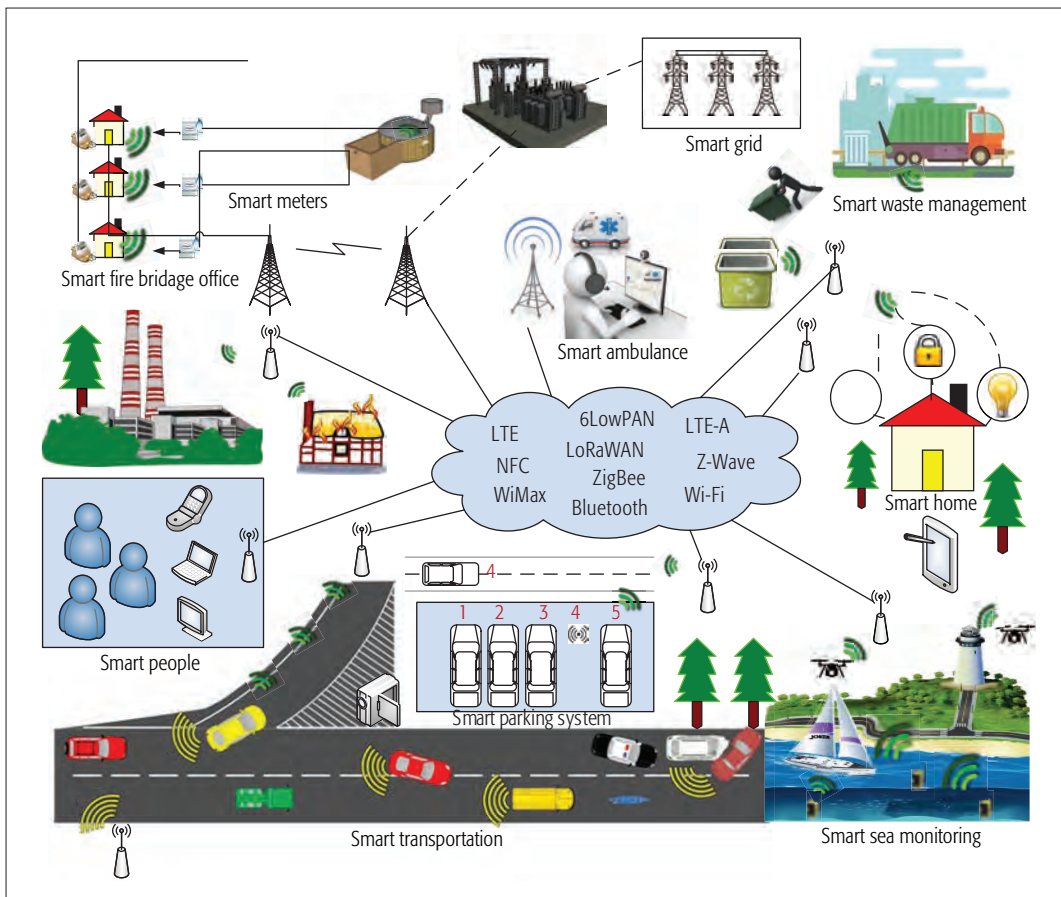 Smart grid
Smart waste management
Smart meters
Smart fire bridge office
Smart ambulance
LTE
NFC
WiMax
6LowPAN
LoRaWAN
ZigBee
Bluetooth
LTE-A
Z-Wave
Wi-Fi
Smart home
Smart people
4
1 2 3 4 5
Smart parking system
Smart transportation
Smart sea monitoring